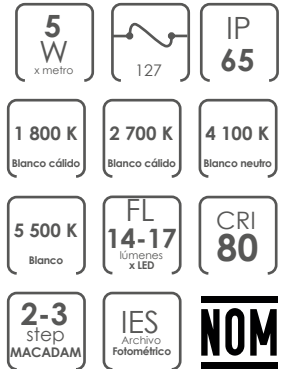 5
W
x metro
127
IP
65
1 800 K
Blanco cálido
2 700 K
Blanco cálido
4 100 K
Blanco neutro
5 500 K
Blanco
FL
14-17
lúmenes
x LED
CRI
80
2-3
step
MACADAM
IES
Archivo
Fotométrico
NOM